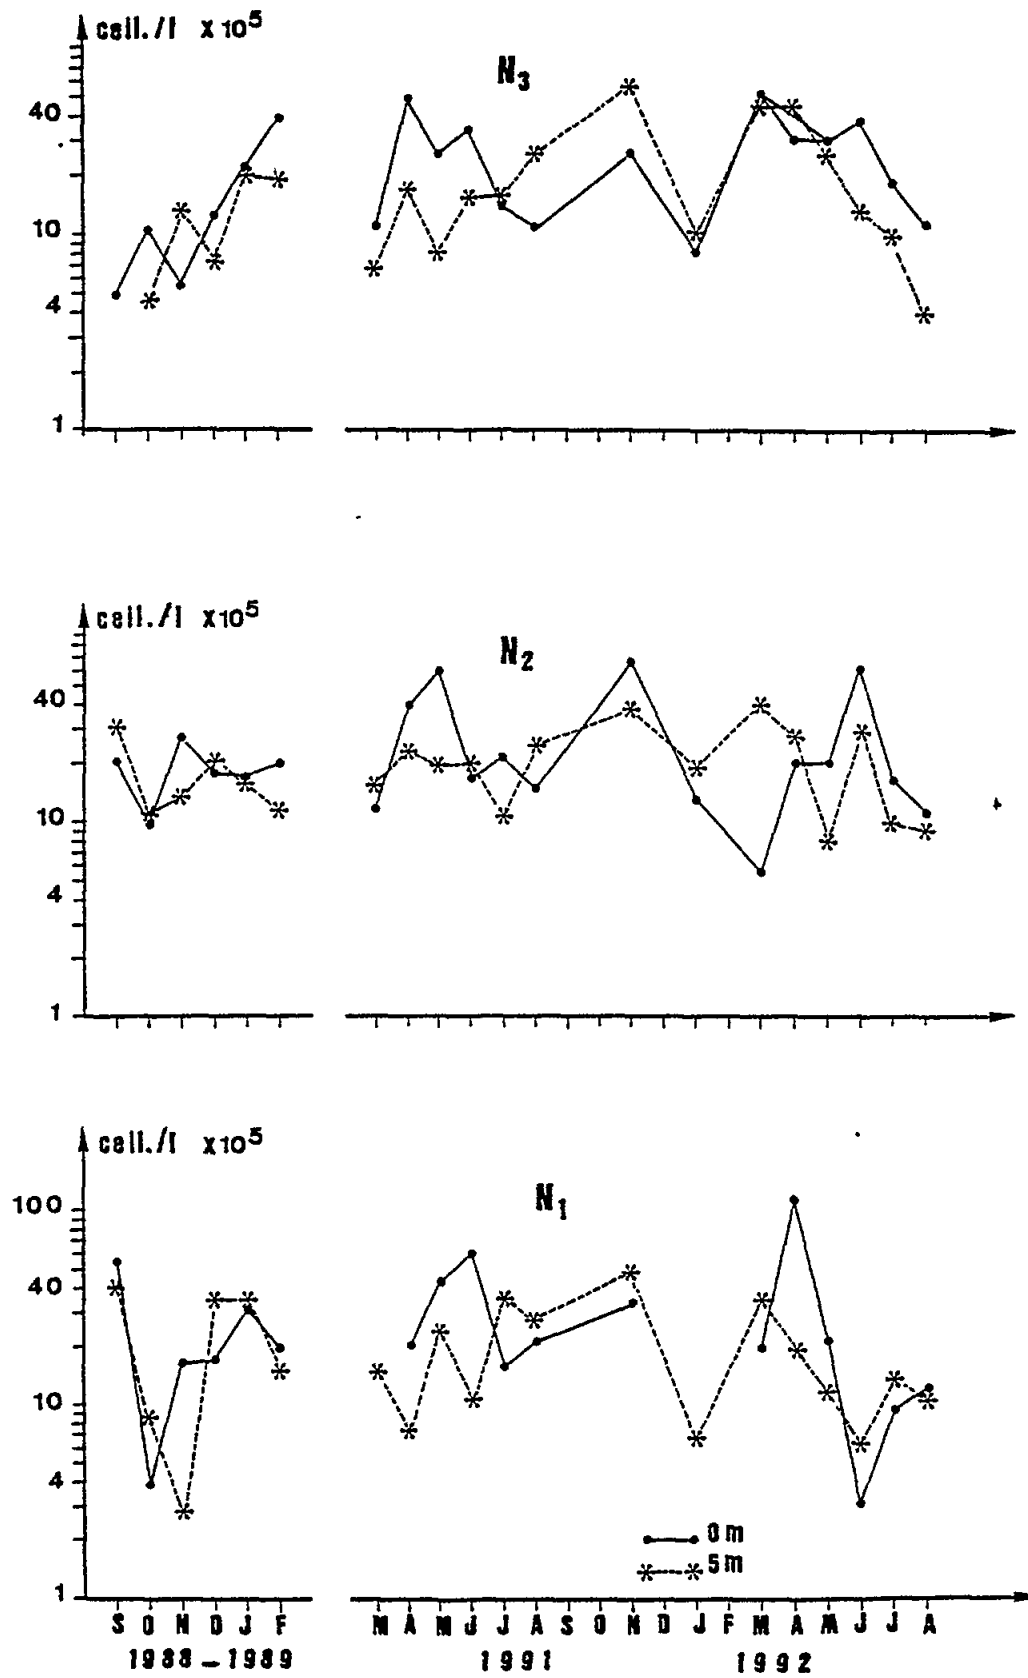 cell./l x10⁵
N₃
40
10
4
1
cell./l x10⁵
N₂
40
10
4
1
cell./l x10⁵
N₁
100
40
10
4
1
0m
5m
S O N D J F M A M J J A S O N D J F M A M J J A
1988-1989 1991 1992